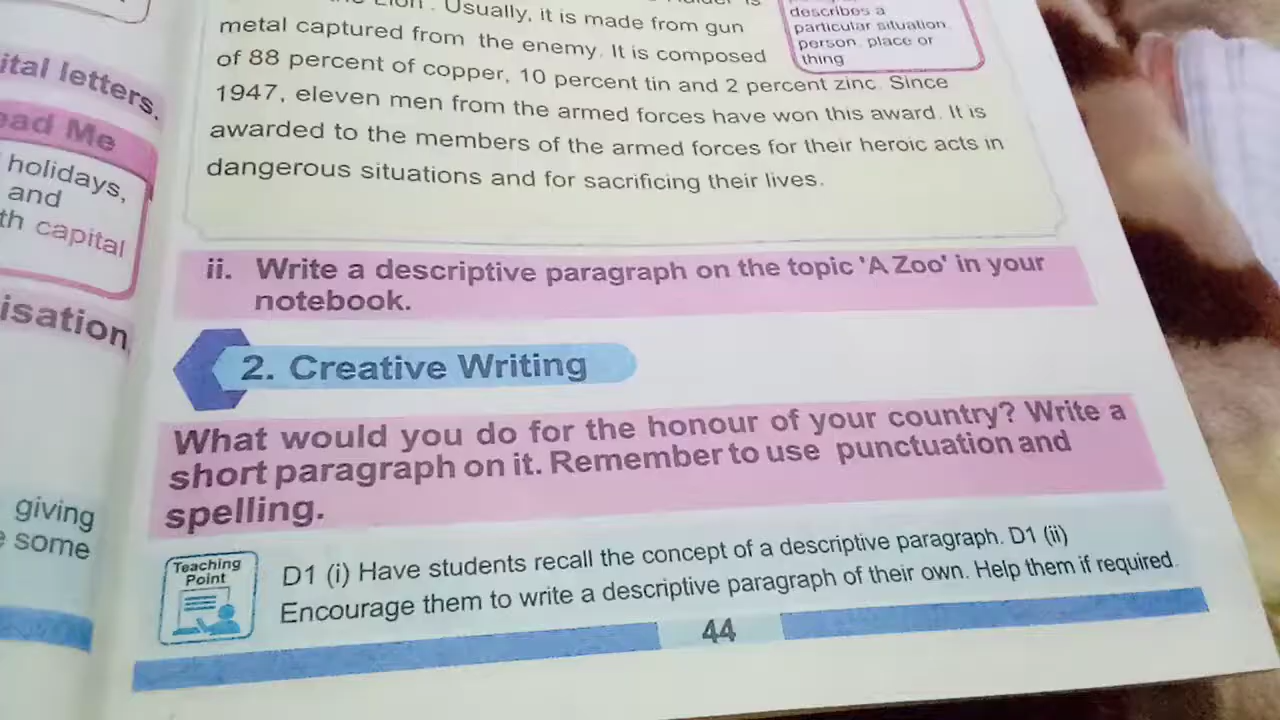 Usually, it is made from gun
metal captured from the enemy. It is composed
of 88 percent of copper, 10 percent tin and 2 percent zinc. Since
1947, eleven men from the armed forces have won this award. It is
awarded to the members of the armed forces for their heroic acts in
dangerous situations and for sacrificing their lives.
describes a
particular situation,
person, place or
thing
ital letters.
ead Me
holidays,
and
th capital
isation.
giving
some
ii. Write a descriptive paragraph on the topic 'A Zoo' in your
notebook.
2. Creative Writing
What would you do for the honour of your country? Write a
short paragraph on it. Remember to use punctuation and
spelling.
Teaching
Point
D1 (i) Have students recall the concept of a descriptive paragraph. D1 (ii)
Encourage them to write a descriptive paragraph of their own. Help them if required.
44